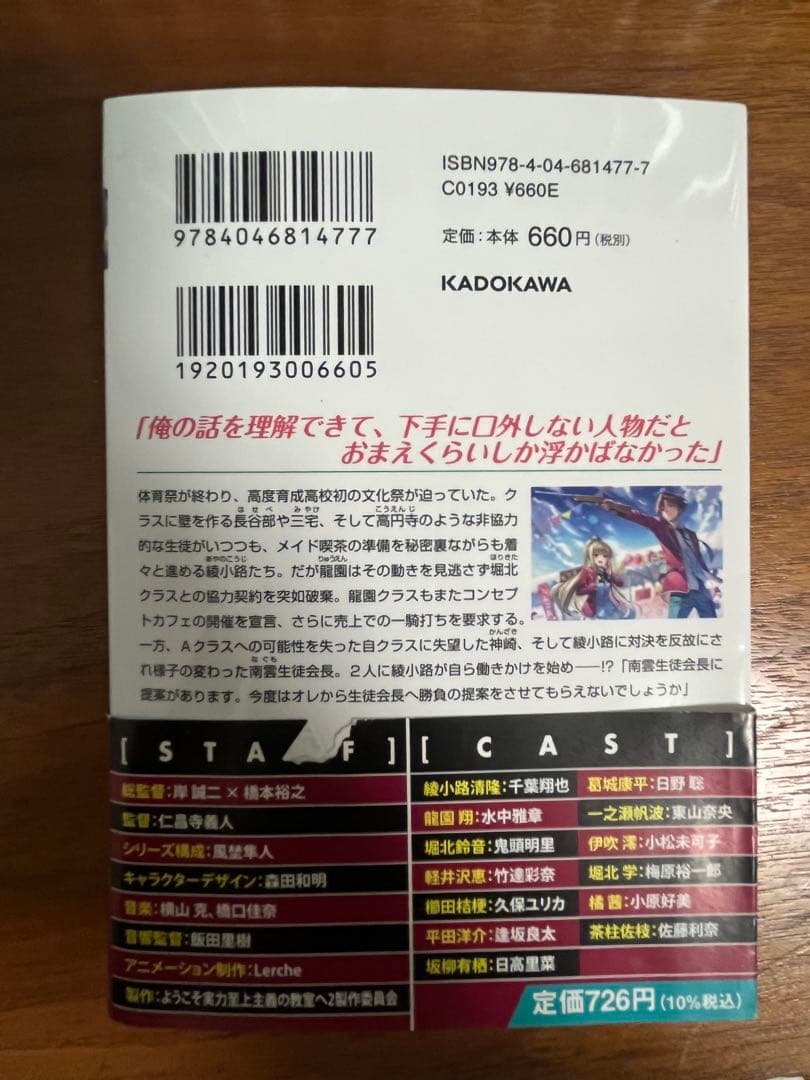 ISBN978-4-04-681477-7
C0193 ¥660E
9784046814777
定価：本体 660円（税別）
KADOKAWA
1920193006605
「俺の話を理解できて、下手に口外しない人物だと
おまえくらいしか浮かばなかった」
体育祭が終わり、高度育成高校初の文化祭が迫っていた。ク
ラスに壁を作る長谷部や三宅、そして高円寺のような非協力
的な生徒がいつつも、メイド喫茶の準備を秘密裏ながらも着
々と進める綾小路たち。だが龍園はその動きを見逃さず堀北
クラスとの協力契約を突如破棄。龍園クラスもまたコンセプ
トカフェの開催を宣言、さらに売上での一騎打ちを要求する。
一方、Aクラスへの可能性を失った自クラスに失望した神崎、そして綾小路に対決を反故にさ
れ様子の変わった南雲生徒会長。２人に綾小路が自ら働きかけを始め――!?「南雲生徒会長に
提案があります。今度はオレから生徒会長へ勝負の提案をさせてもらえないでしょうか」
[ STA F ]
総監督：岸 誠二 × 橋本裕之
監督：仁昌寺義人
シリーズ構成：風埜隼人
キャラクターデザイン：森田和明
音楽：横山 克、橋口佳奈
音響監督：飯田里樹
アニメーション制作：Lerche
製作：ようこそ実力至上主義の教室へ2製作委員会
[ CAST ]
綾小路清隆：千葉翔也 葛城康平：日野 聡
龍園 翔：水中雅章 一之瀬帆波：東山奈央
堀北鈴音：鬼頭明里 伊吹 澪：小松未可子
軽井沢恵：竹達彩奈 堀北 学：梅原裕一郎
櫛田桔梗：久保ユリカ 橘 茜：小原好美
平田洋介：逢坂良太 茶柱佐枝：佐藤利奈
坂柳有栖：日高里菜
定価726円（10%税込）